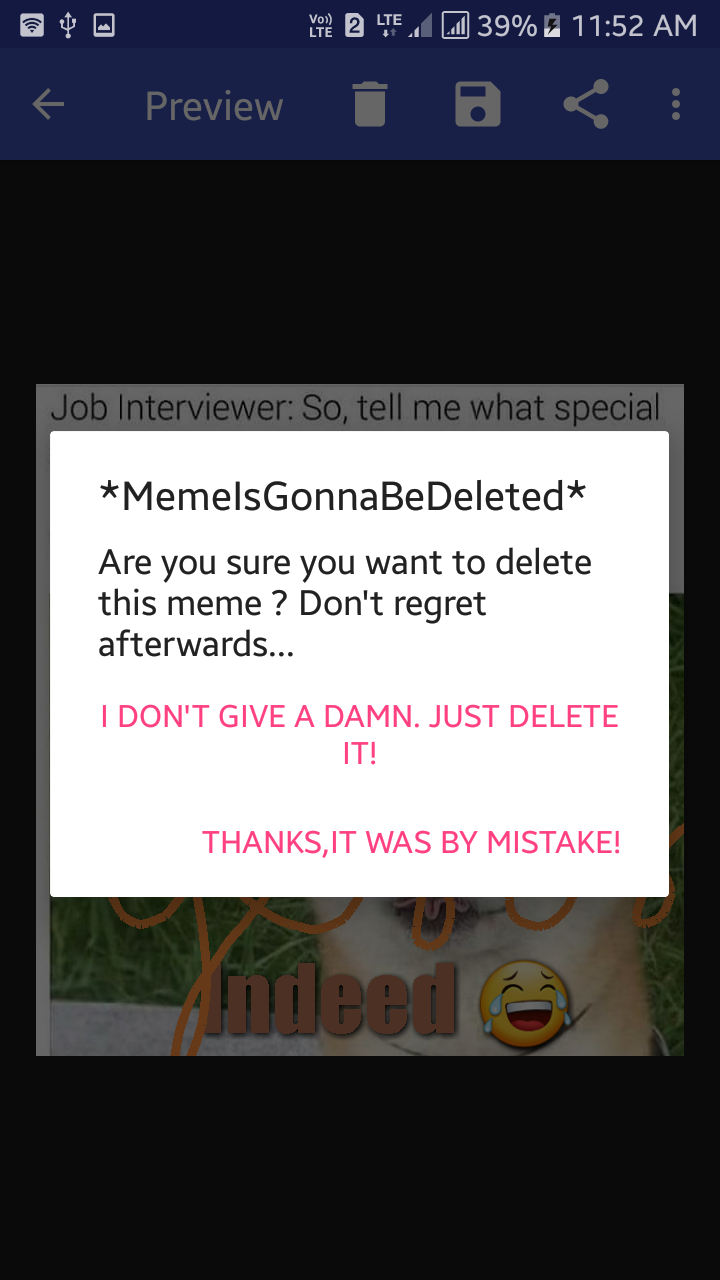 Vo)) LTE 2 LTE 39% 11:52 AM
Preview
Job Interviewer: So, tell me what special
*MemeIsGonnaBeDeleted*
Are you sure you want to delete
this meme ? Don't regret
afterwards...
I DON'T GIVE A DAMN. JUST DELETE
IT!
THANKS,IT WAS BY MISTAKE!
Indeed 😂